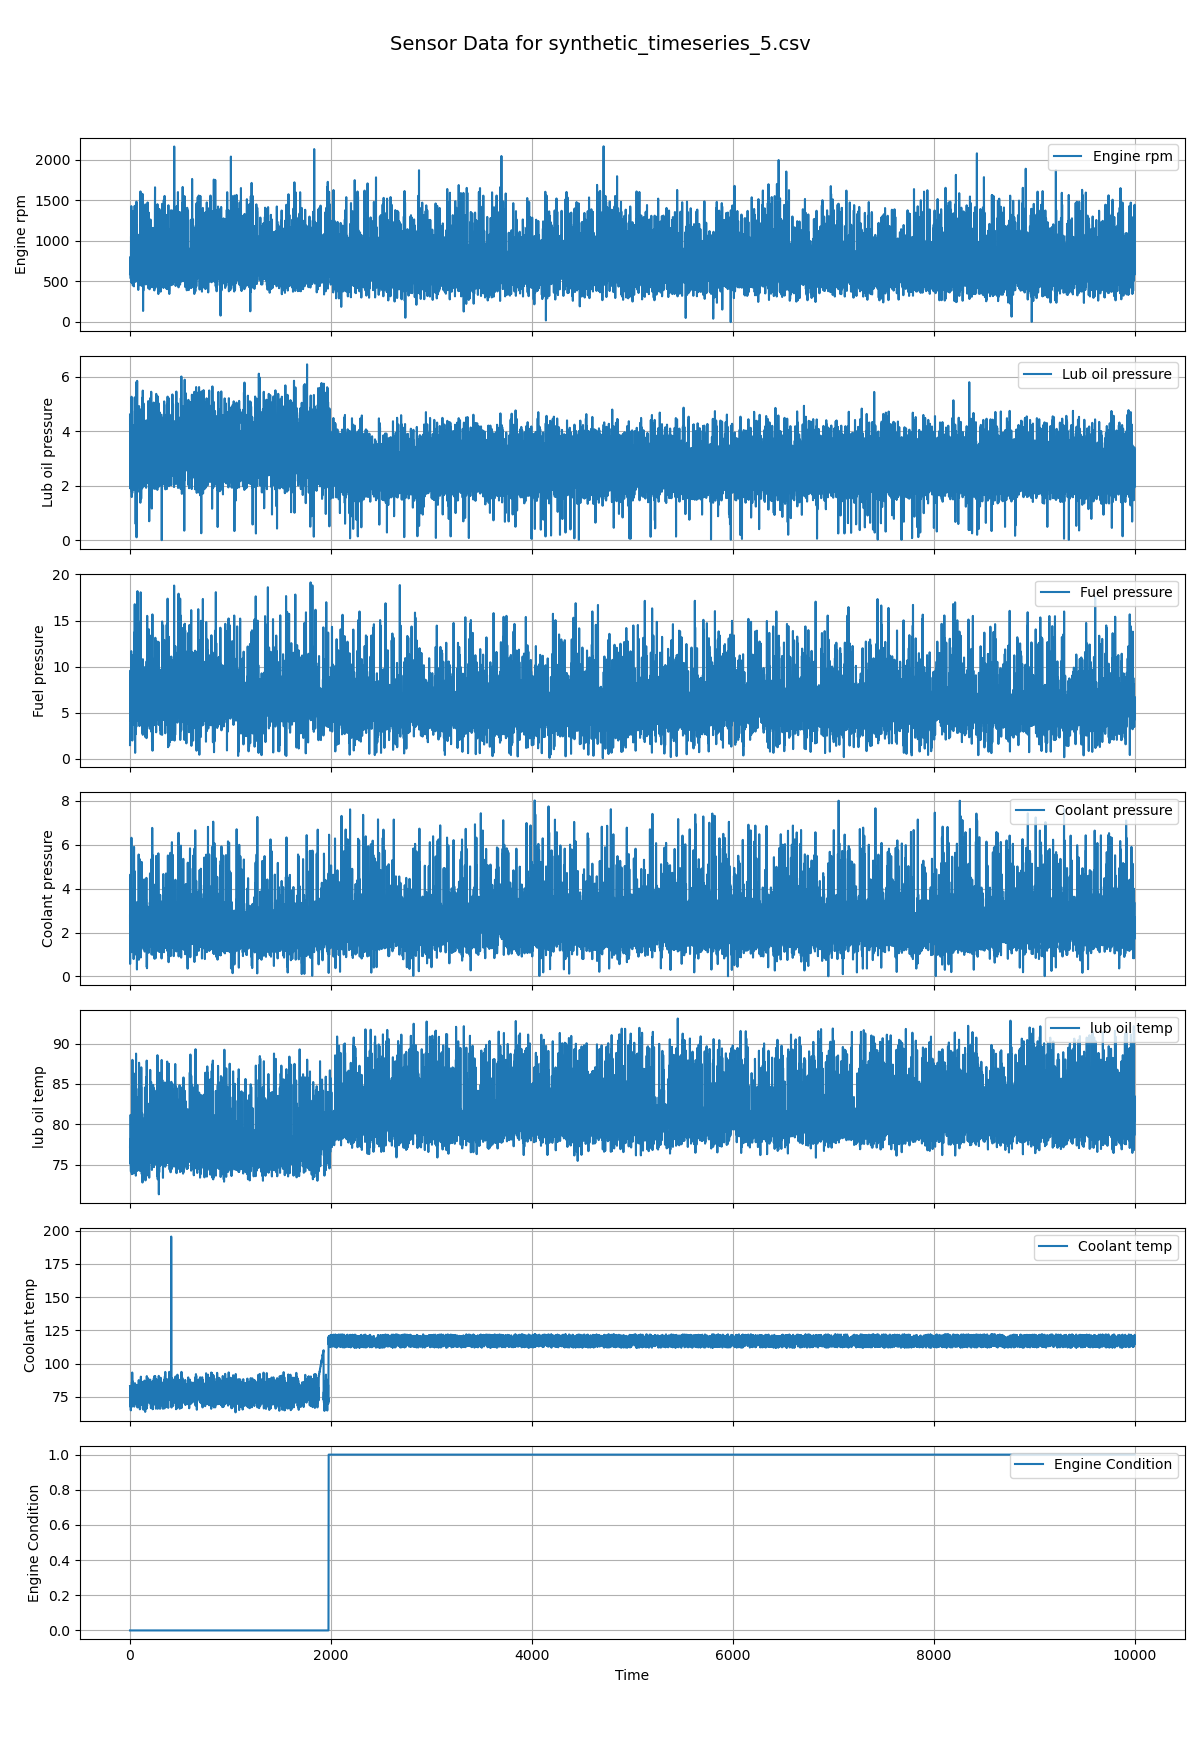 Sensor Data for synthetic_timeseries_5.csv
Engine rpm
2000
1500
1000
500
0
Engine rpm
Lub oil pressure
6
4
2
0
Lub oil pressure
Fuel pressure
20
15
10
5
0
Fuel pressure
Coolant pressure
8
6
4
2
0
Coolant pressure
lub oil temp
90
85
80
75
lub oil temp
Coolant temp
200
175
150
125
100
75
Coolant temp
Engine Condition
1.0
0.8
0.6
0.4
0.2
0.0
Engine Condition
0 2000 4000 6000 8000 10000
Time